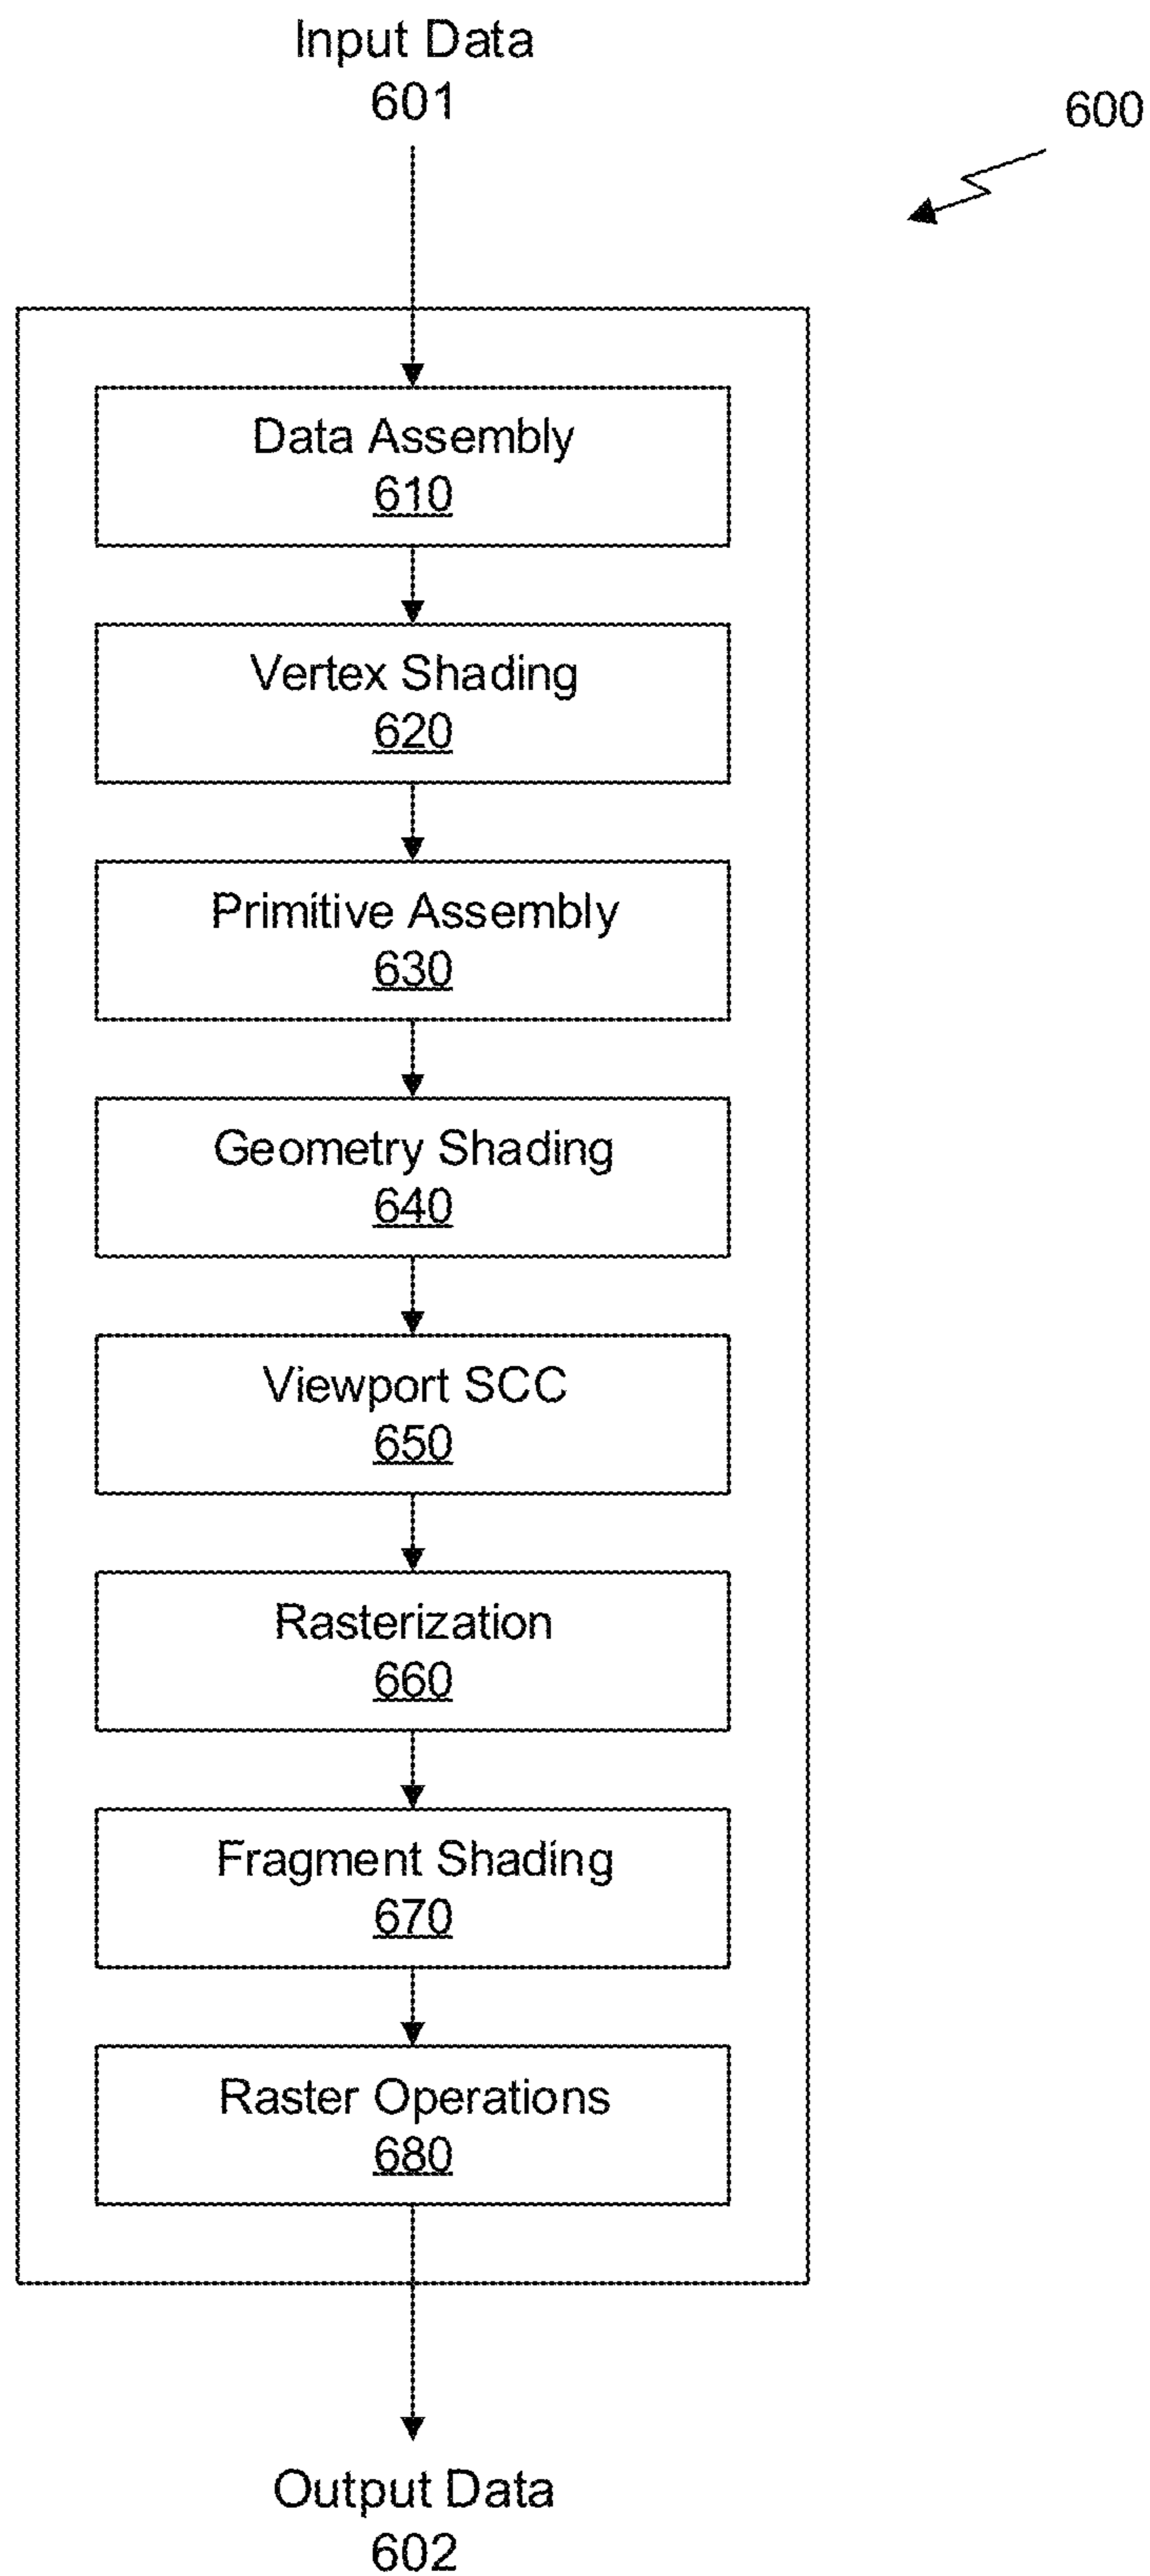 Input Data
601
600
Data Assembly
610
Vertex Shading
620
Primitive Assembly
630
Geometry Shading
640
Viewport SCC
650
Rasterization
660
Fragment Shading
670
Raster Operations
680
Output Data
602